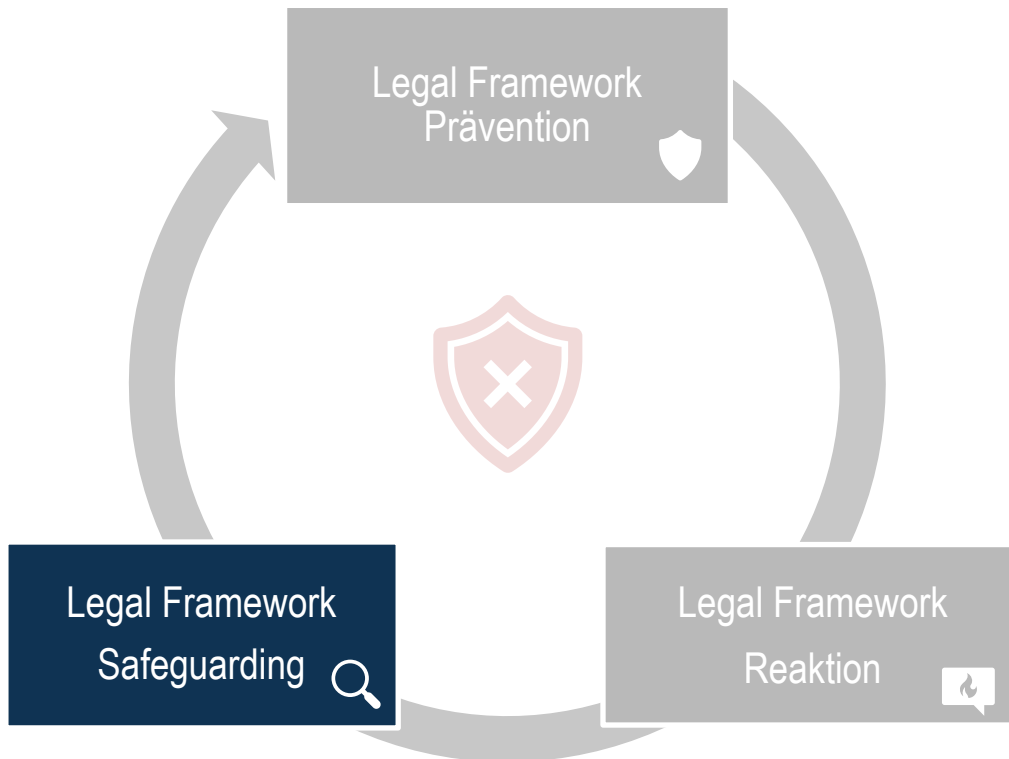 Legal Framework
Prävention
Legal Framework
Safeguarding
Legal Framework
Reaktion